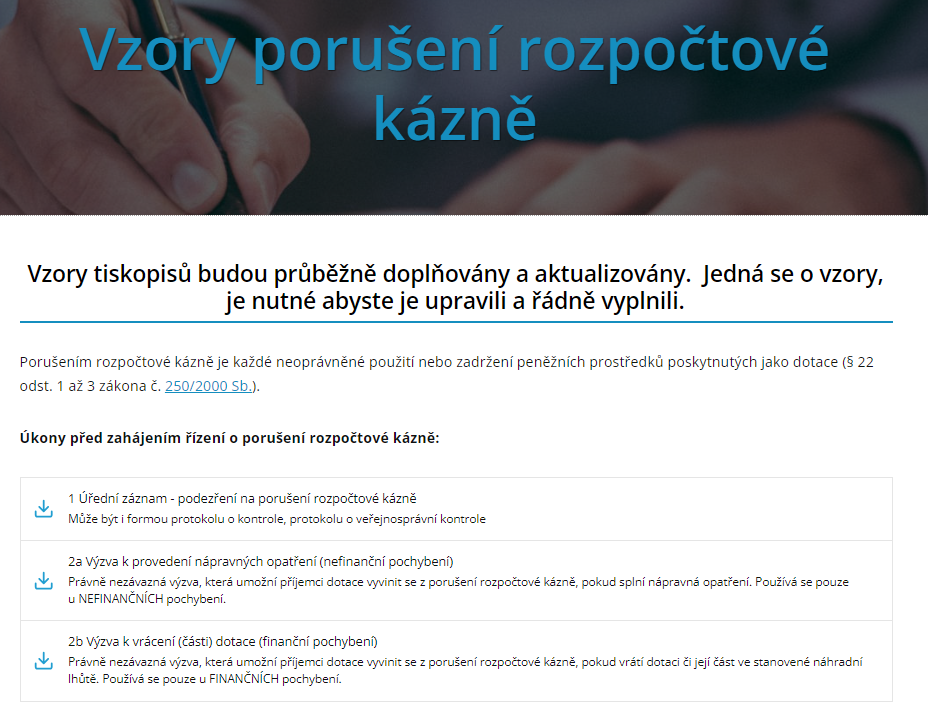 Vzory porušení rozpočtové
kázně
Vzory tiskopisů budou průběžně doplňovány a aktualizovány.  Jedná se o vzory,
je nutné abyste je upravili a řádně vyplnili.
Porušením rozpočtové kázně je každé neoprávněné použití nebo zadržení peněžních prostředků poskytnutých jako dotace (§ 22
odst. 1 až 3 zákona č. 250/2000 Sb.).
Úkony před zahájením řízení o porušení rozpočtové kázně:
1 Úřední záznam - podezření na porušení rozpočtové kázně
Může být i formou protokolu o kontrole, protokolu o veřejnosprávní kontrole
2a Výzva k provedení nápravných opatření (nefinanční pochybení)
Právně nezávazná výzva, která umožní příjemci dotace vyvinit se z porušení rozpočtové kázně, pokud splní nápravná opatření. Používá se pouze
u NEFINANČNÍCH pochybení.
2b Výzva k vrácení (části) dotace (finanční pochybení)
Právně nezávazná výzva, která umožní příjemci dotace vyvinit se z porušení rozpočtové kázně, pokud vrátí dotaci či její část ve stanovené náhradní
lhůtě. Používá se pouze u FINANČNÍCH pochybení.